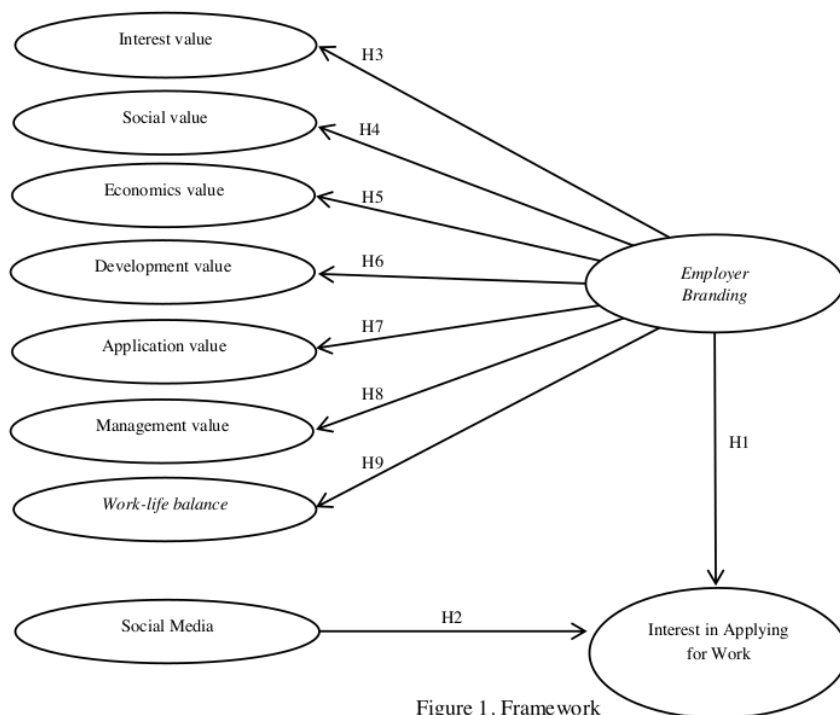 Interest value
H3
Social value
H4
Economics value
H5
Development value
H6
Employer
Branding
Application value
H7
Management value
H8
H1
Work-life balance
H9
Social Media
H2
Interest in Applying
for Work
Figure 1. Framework